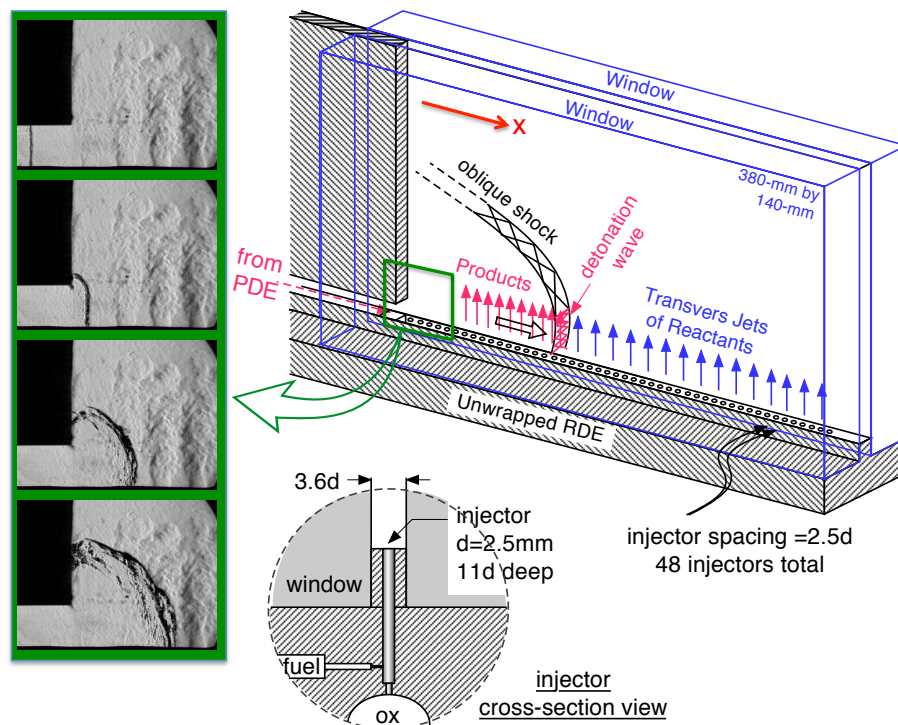 Window
Window
x
380-mm by
140-mm
oblique shock
detonation
wave
from
PDE
Products
Transvers Jets
of Reactants
Unwrapped RDE
3.6d
injector
d=2.5mm
11d deep
injector spacing =2.5d
48 injectors total
window
fuel
ox
injector
cross-section view